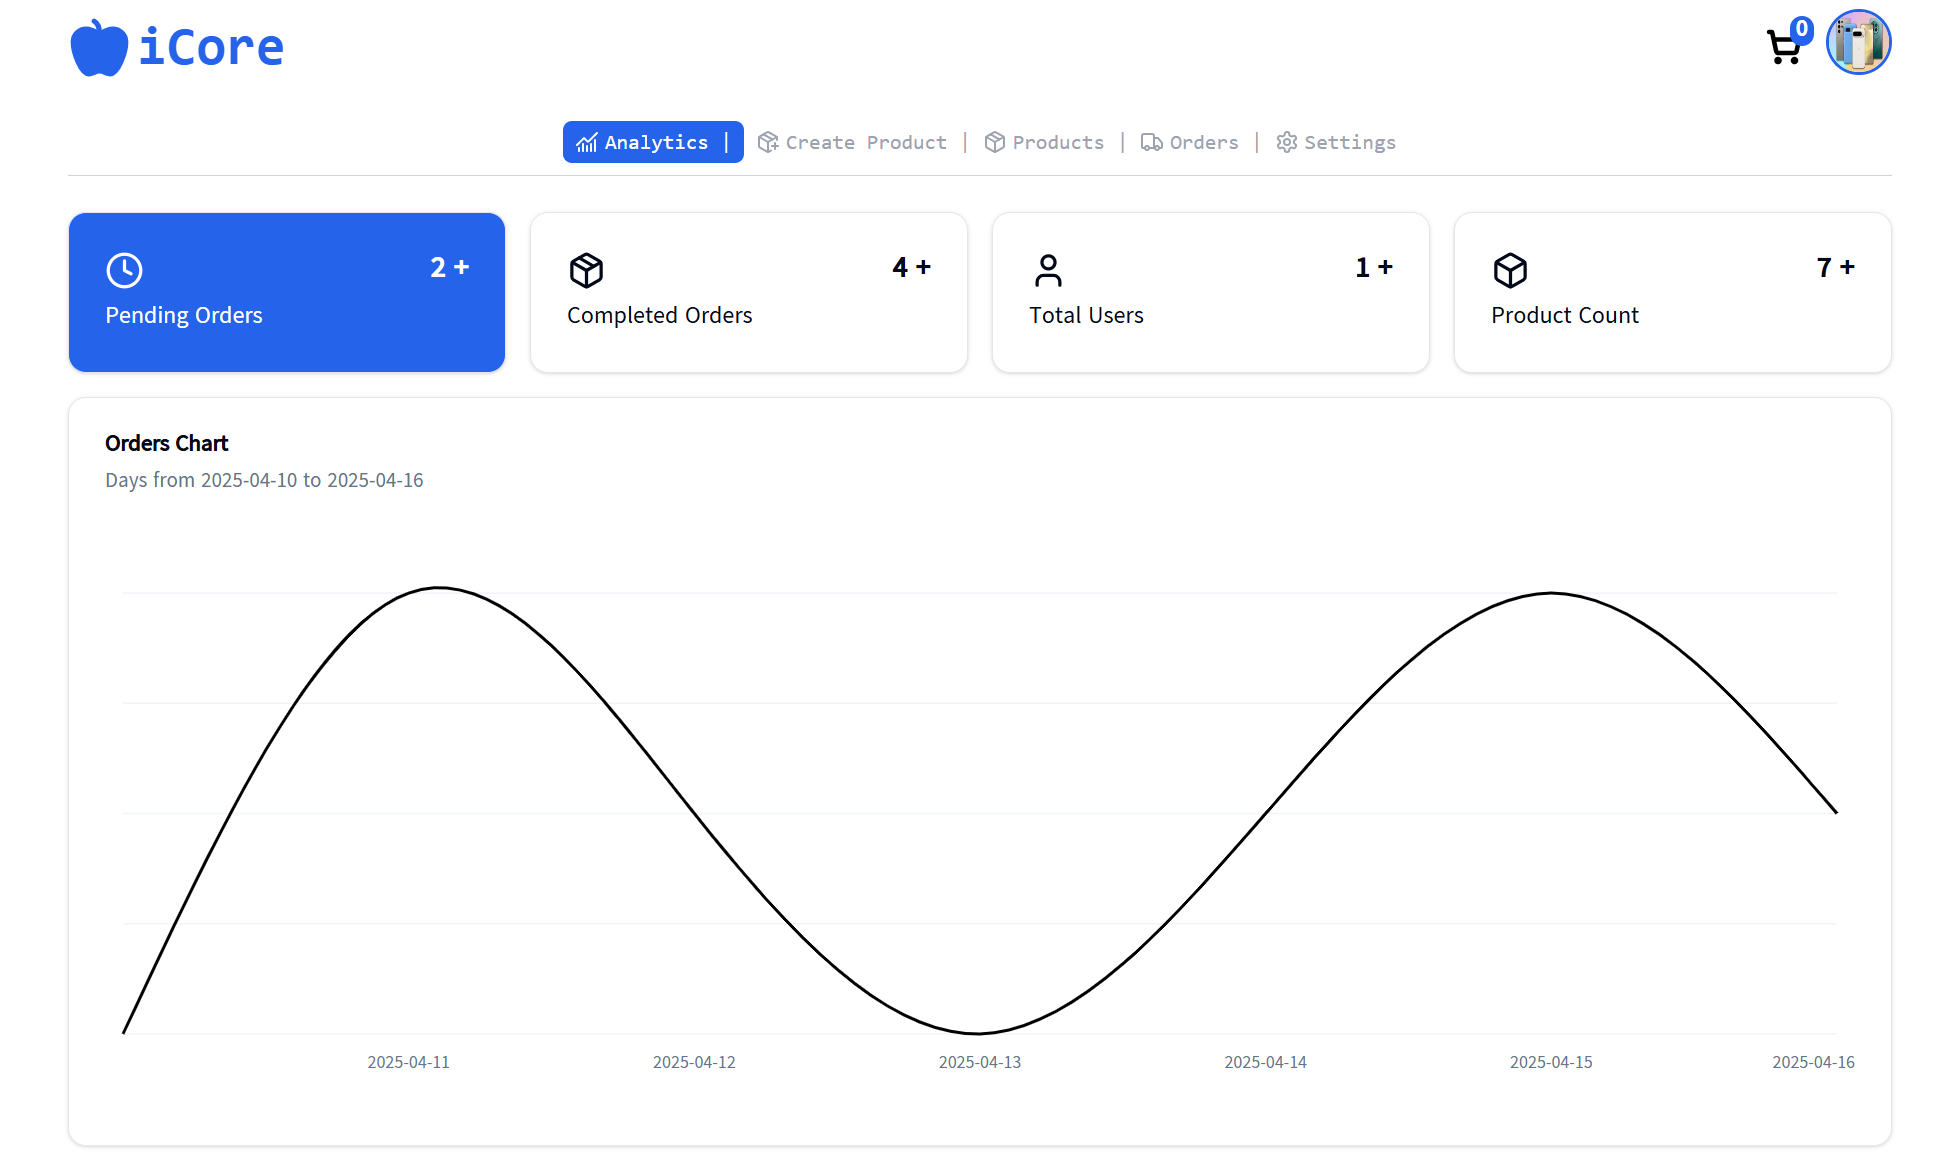 iCore
0
Analytics | Create Product | Products | Orders | Settings
2 +
Pending Orders
4 +
Completed Orders
1 +
Total Users
7 +
Product Count
Orders Chart
Days from 2025-04-10 to 2025-04-16
2025-04-11 2025-04-12 2025-04-13 2025-04-14 2025-04-15 2025-04-16